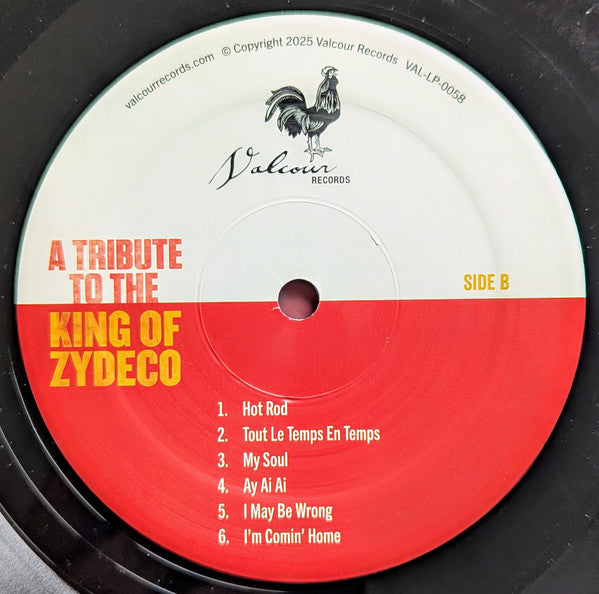 valcourrecords.com © Copyright 2025 Valcour Records VAL-LP-0058
Valcour
RECORDS
A TRIBUTE
TO THE
KING OF
ZYDECO
SIDE B
1. Hot Rod
2. Tout Le Temps En Temps
3. My Soul
4. Ay Ai Ai
5. I May Be Wrong
6. I'm Comin' Home